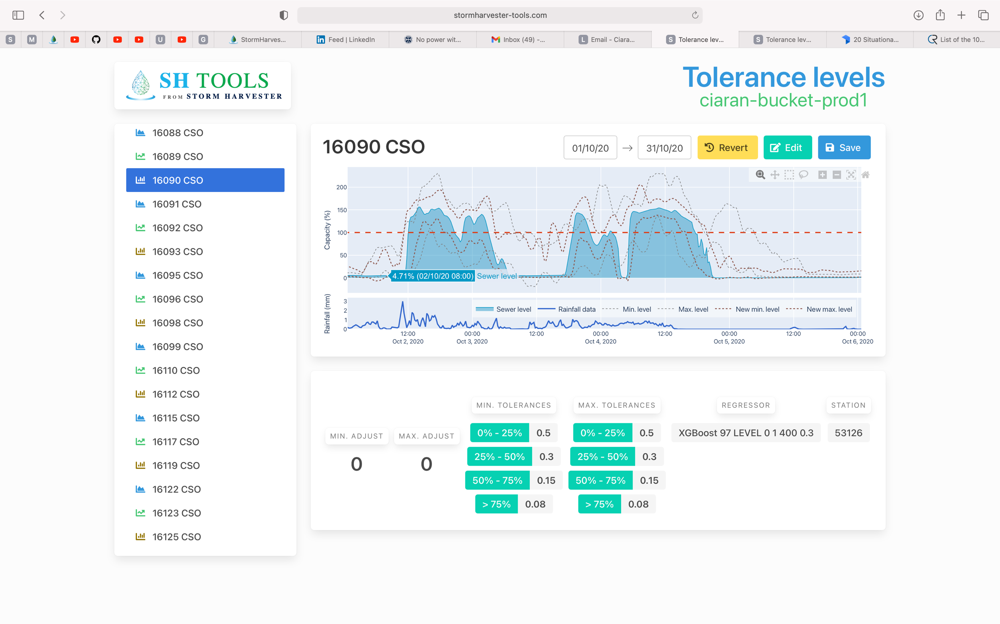 stormharvester-tools.com
S
M
U
G
StormHarves...
Feed | LinkedIn
No power wit...
Inbox (49) -...
L
Email - Ciara...
S
Tolerance lev...
S
Tolerance lev...
20 Situationa...
List of the 10...
SH TOOLS
FROM STORM HARVESTER
Tolerance levels
ciaran-bucket-prod1
16088 CSO
16089 CSO
16090 CSO
16091 CSO
16092 CSO
16093 CSO
16095 CSO
16096 CSO
16098 CSO
16099 CSO
16110 CSO
16112 CSO
16115 CSO
16117 CSO
16119 CSO
16122 CSO
16123 CSO
16125 CSO
16090 CSO
01/10/20
31/10/20
Revert
Edit
Save
Capacity (%)
200
150
100
50
0
4.71% (02/10/20 08:00) Sewer level
Rainfall (mm)
3
2
1
0
Sewer level
Rainfall data
Min. level
Max. level
New min. level
New max. level
12:00
Oct 2, 2020
00:00
Oct 3, 2020
12:00
00:00
Oct 4, 2020
12:00
00:00
Oct 5, 2020
12:00
00:00
Oct 6, 2020
MIN. ADJUST
0
MAX. ADJUST
0
MIN. TOLERANCES
0% - 25% 0.5
25% - 50% 0.3
50% - 75% 0.15
> 75% 0.08
MAX. TOLERANCES
0% - 25% 0.5
25% - 50% 0.3
50% - 75% 0.15
> 75% 0.08
REGRESSOR
XGBoost 97 LEVEL 0 1 400 0.3
STATION
53126